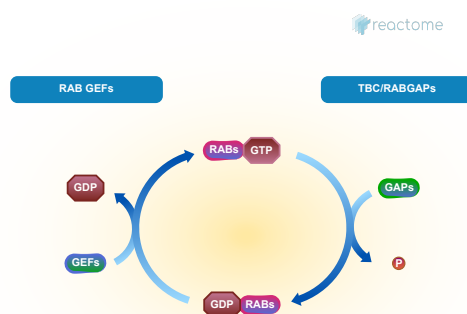 reactome
RAB GEFs
TBC/RABGAPs
RABs GTP
GDP
GAPs
GEFs
P
GDP RABs